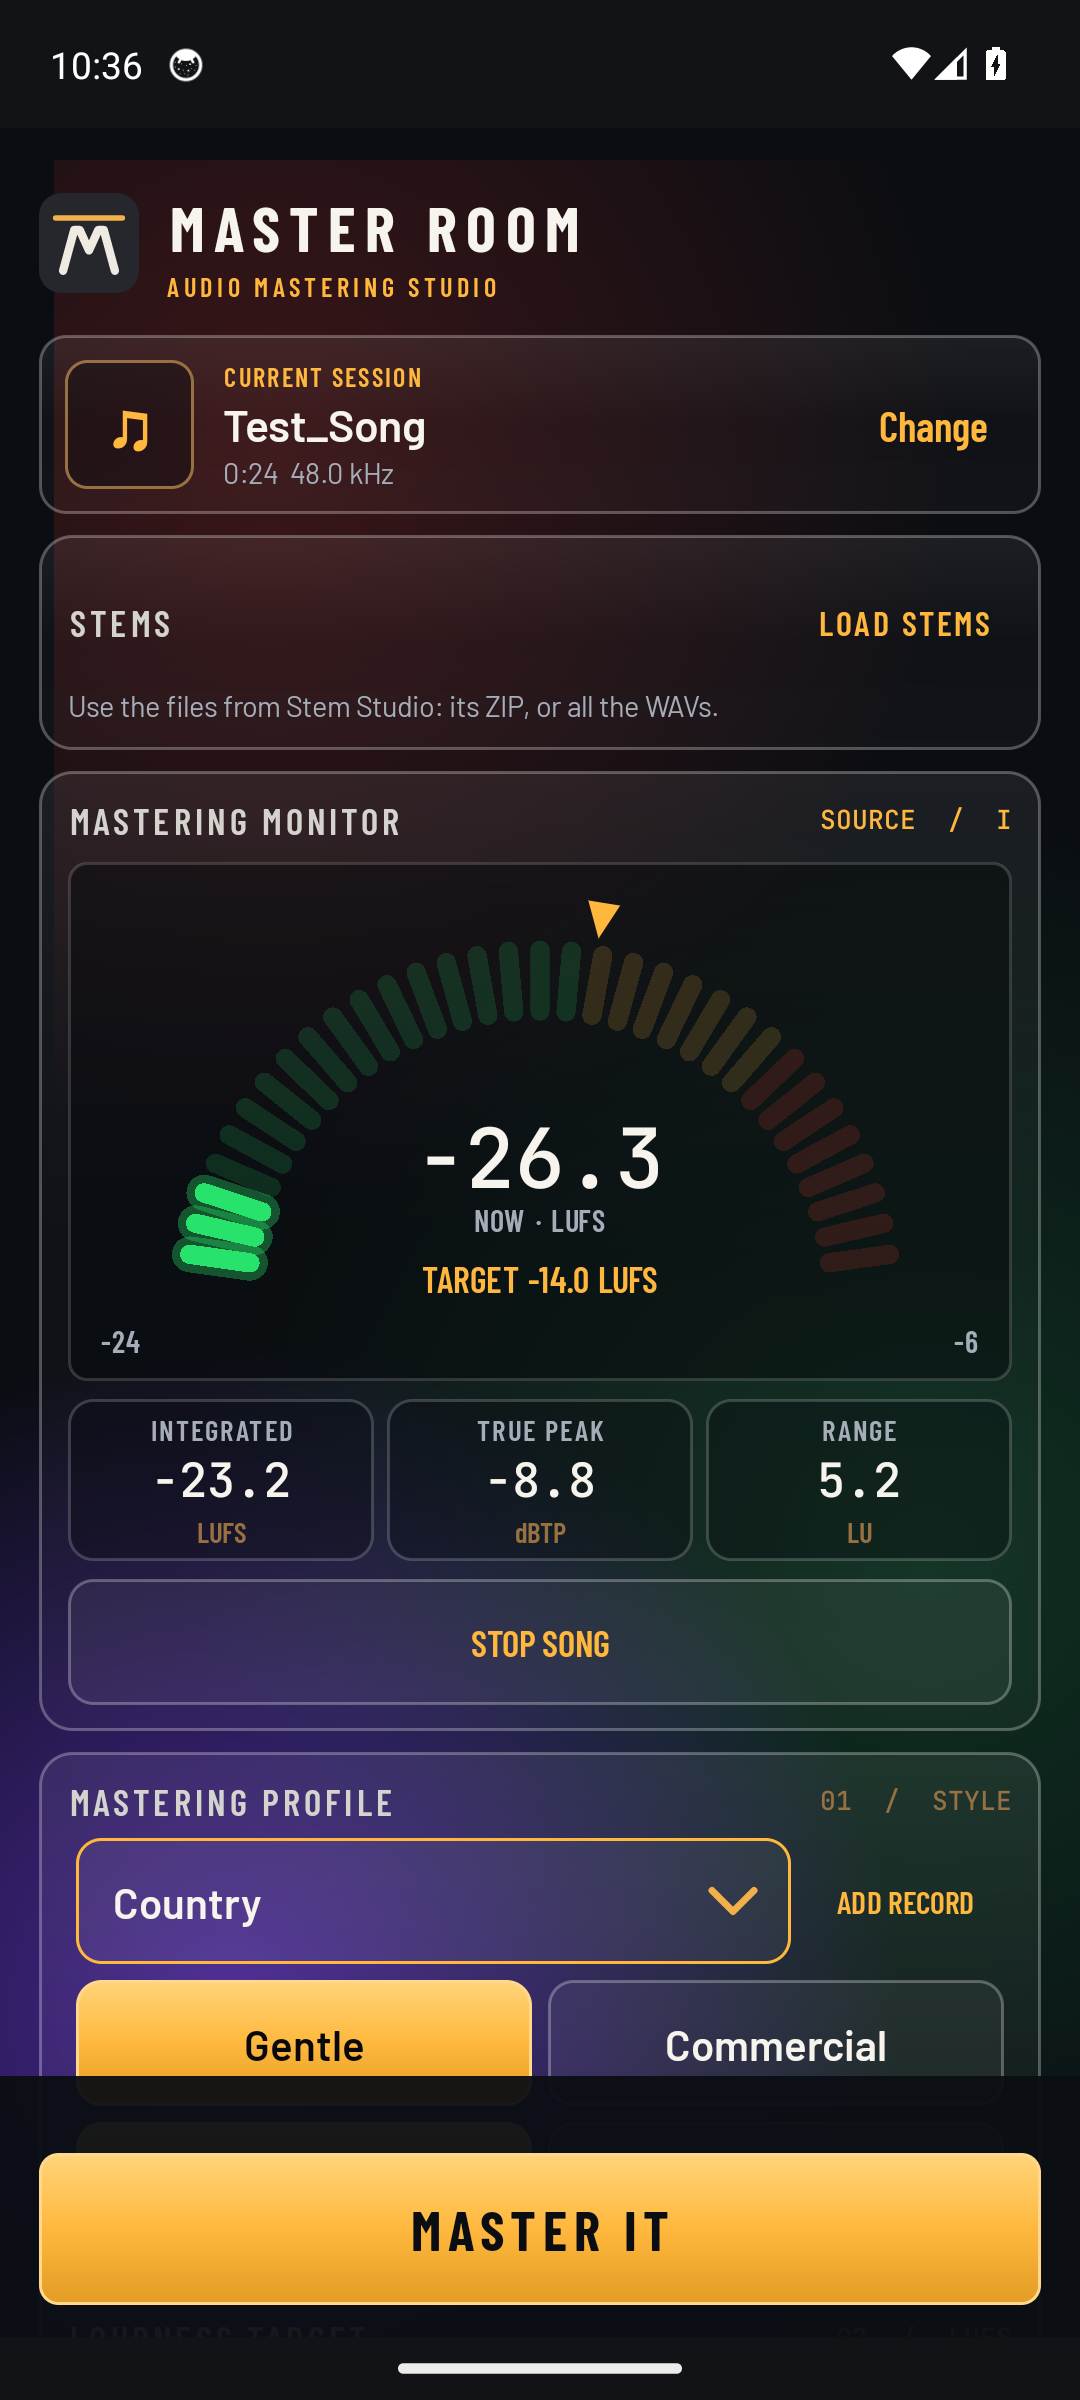 10:36
MASTER ROOM
AUDIO MASTERING STUDIO
CURRENT SESSION
Test_Song
0:24 48.0 kHz
Change
STEMS
LOAD STEMS
Use the files from Stem Studio: its ZIP, or all the WAVs.
MASTERING MONITOR
SOURCE / I
-26.3
NOW · LUFS
TARGET -14.0 LUFS
-24
-6
INTEGRATED
-23.2
LUFS
TRUE PEAK
-8.8
dBTP
RANGE
5.2
LU
STOP SONG
MASTERING PROFILE
01 / STYLE
Country
ADD RECORD
Gentle
Commercial
MASTER IT
LOUDNESS TARGET